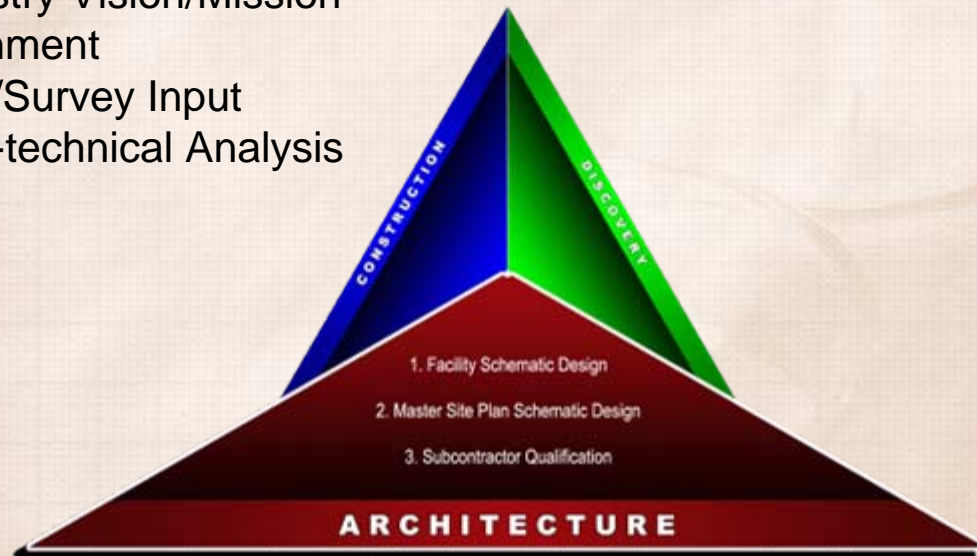 Vision/Mission
/Survey Input
-technical Analysis
CONSTRUCTION
DISCOVERY
1. Facility Schematic Design
2. Master Site Plan Schematic Design
3. Subcontractor Qualification
ARCHITECTURE